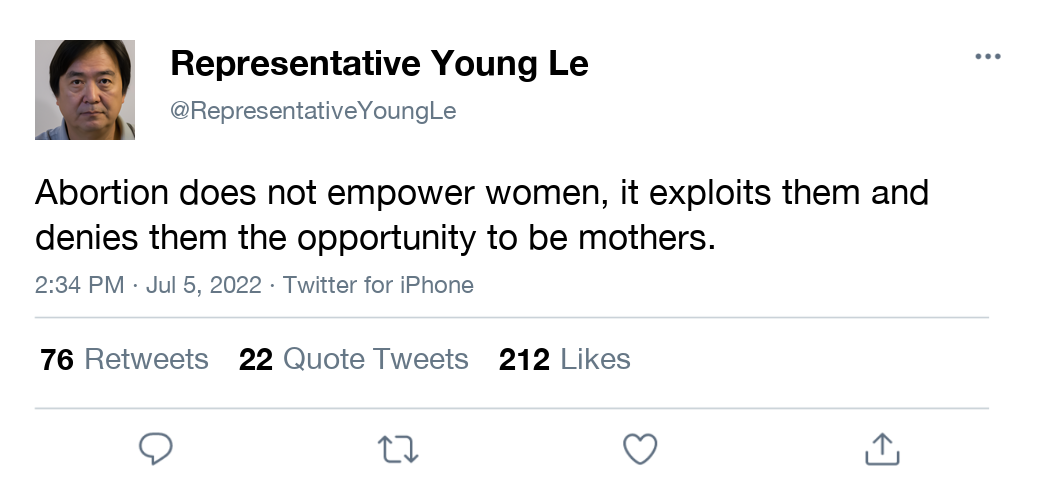 Representative Young Le
@RepresentativeYoungLe
Abortion does not empower women, it exploits them and
denies them the opportunity to be mothers.
2:34 PM · Jul 5, 2022 · Twitter for iPhone
76 Retweets 22 Quote Tweets 212 Likes